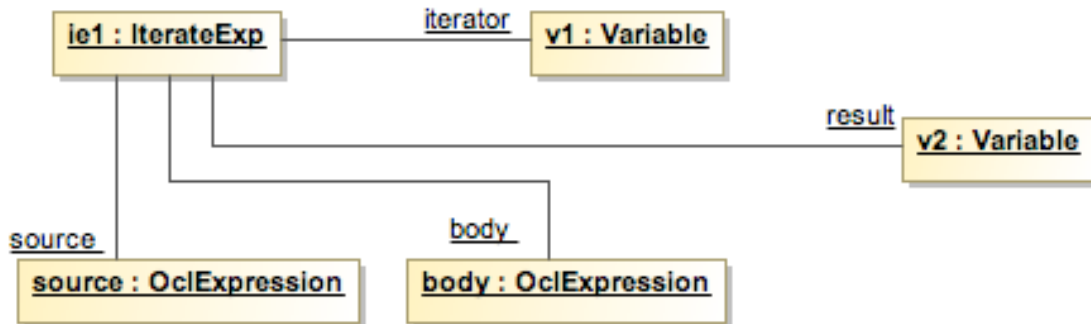 iterator
ie1 : IterateExp
v1 : Variable
result
v2 : Variable
source
body
source : OclExpression
body : OclExpression